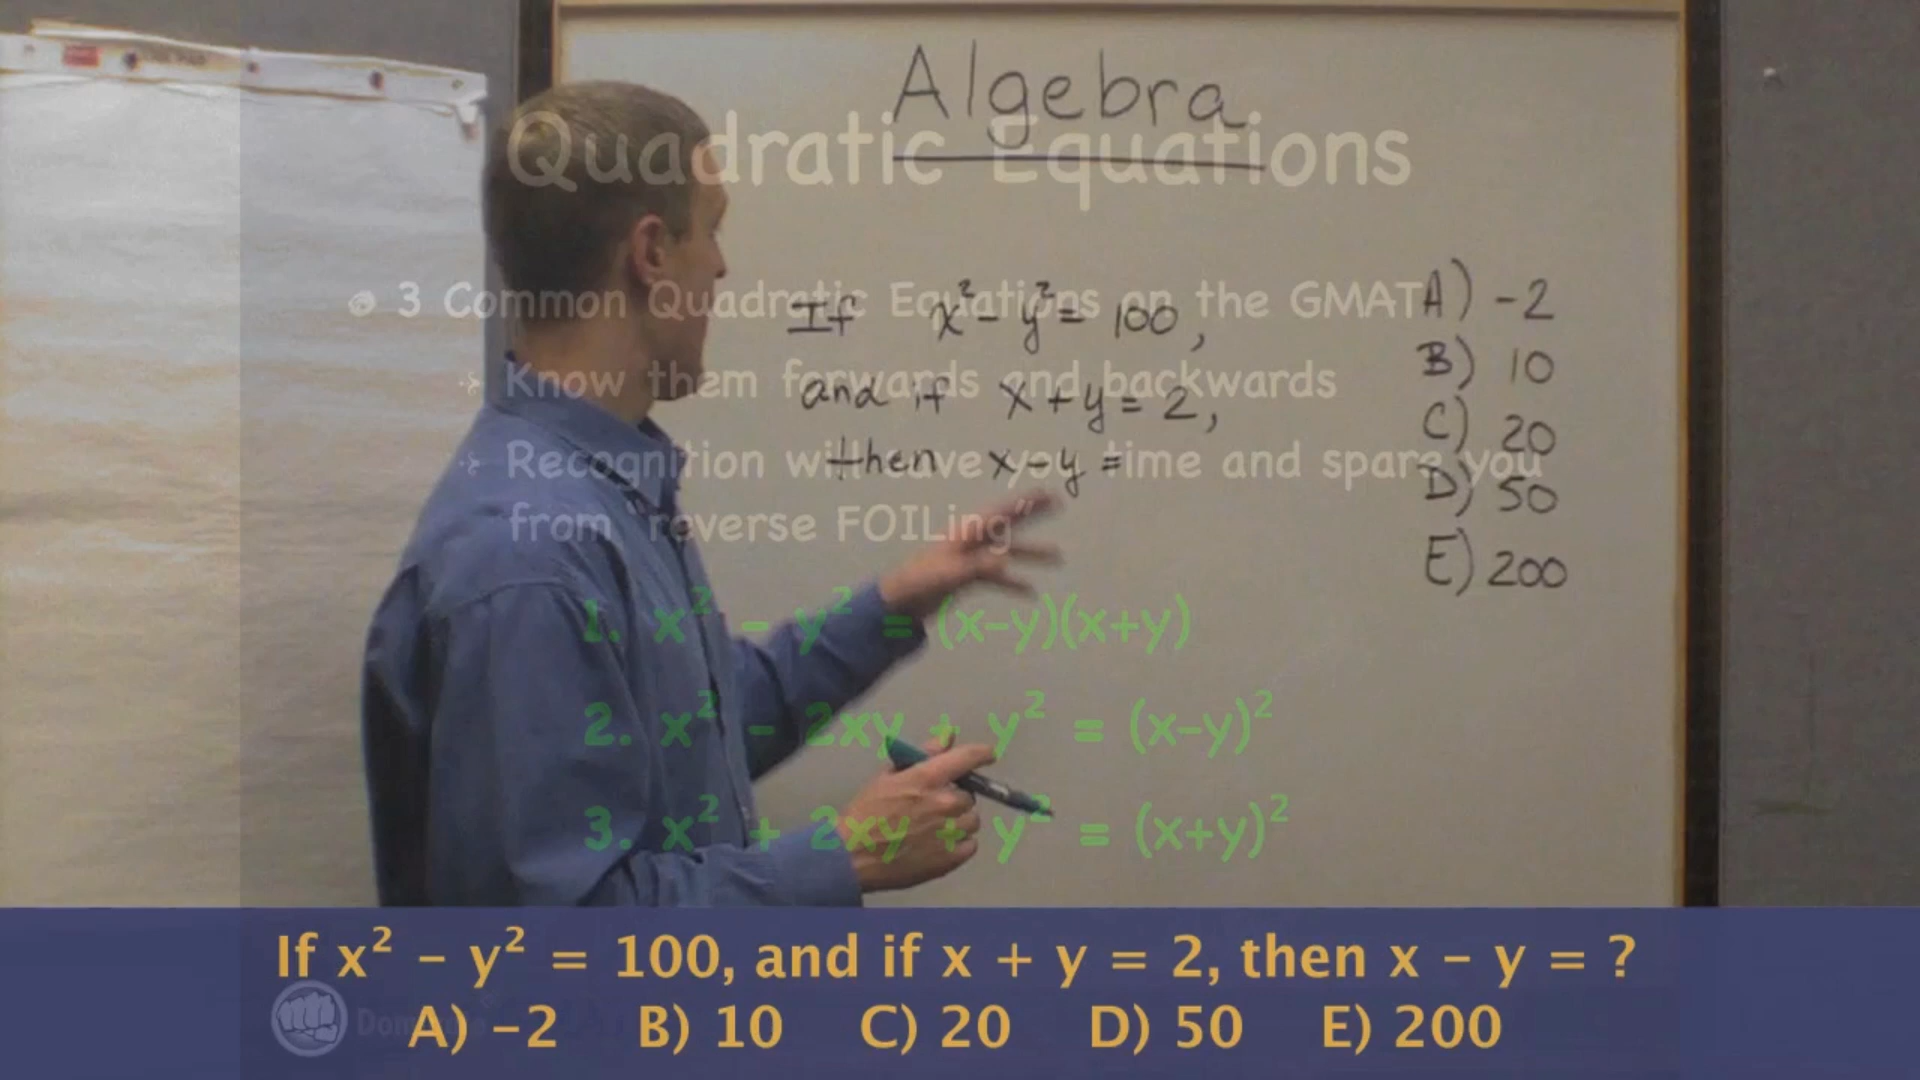 Algebra
Quadratic Equations
3 Common Quadratic Equations on the GMAT
Know them forwards and backwards
Recognition will save you time and spare you
from "reverse FOILing"
1. x² - y² = (x-y)(x+y)
2. x² - 2xy + y² = (x-y)²
3. x² + 2xy + y² = (x+y)²
If x² - y² = 100,
and if x + y = 2,
then x - y =
A) -2
B) 10
C) 20
D) 50
E) 200
If x² - y² = 100, and if x + y = 2, then x - y = ?
A) -2 B) 10 C) 20 D) 50 E) 200